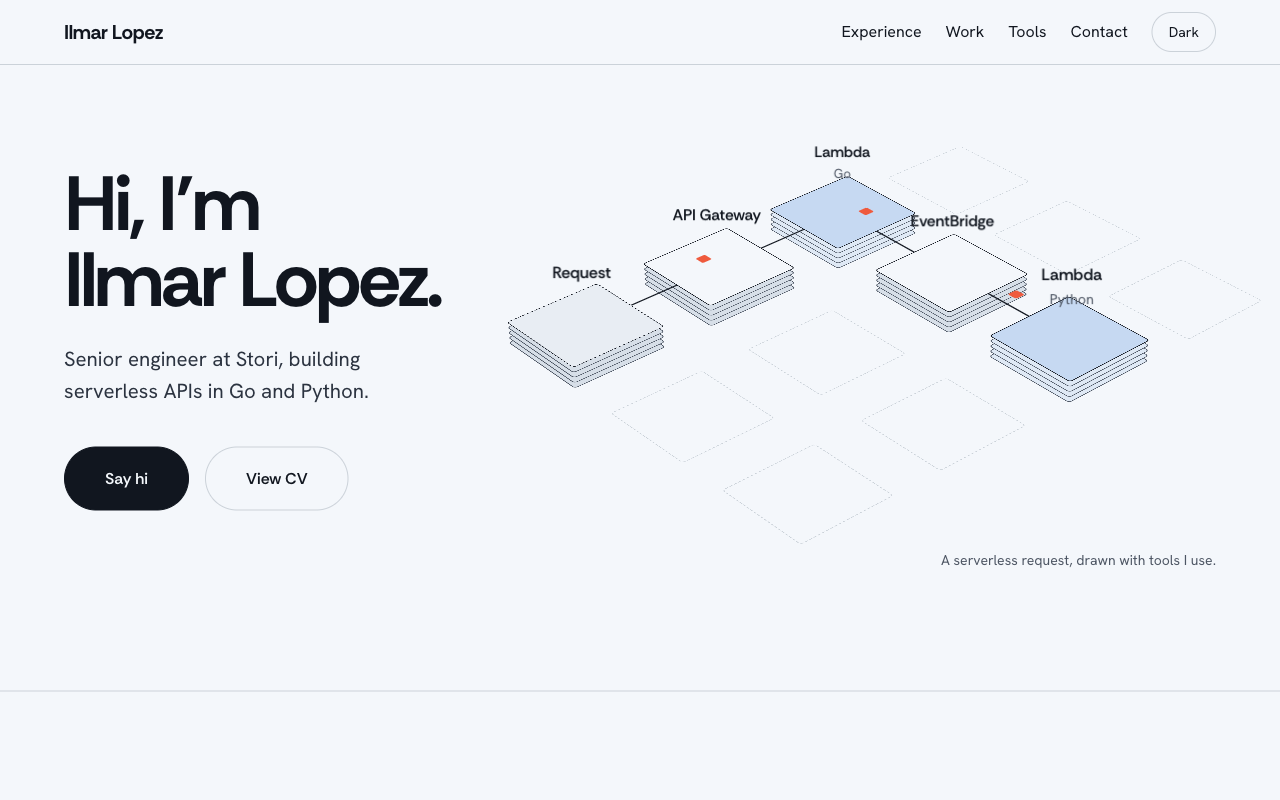 Ilmar Lopez
Experience
Work
Tools
Contact
Dark
Hi, I’m
Ilmar Lopez.
Senior engineer at Stori, building
serverless APIs in Go and Python.
Say hi
View CV
Request
API Gateway
Lambda
Go
EventBridge
Lambda
Python
A serverless request, drawn with tools I use.